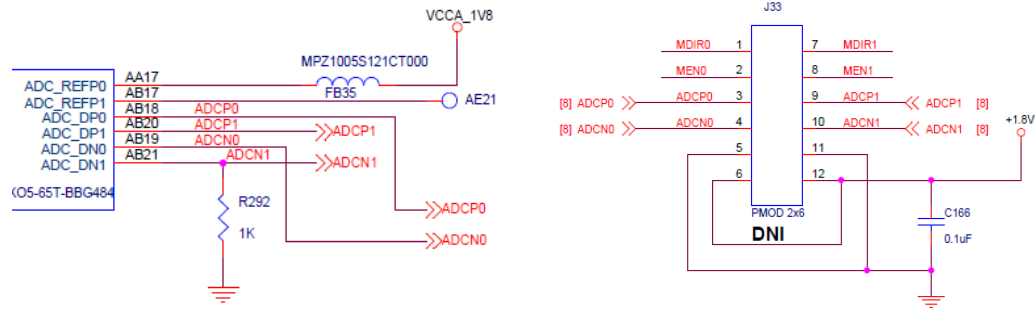 VCCA_1V8
MPZ1005S121CT000
FB35
ADC_REFP0 AA17
ADC_REFP1 AB17 AE21
ADC_DP0 AB18 ADCP0
ADC_DP1 AB20 ADCP1 ADCP1
ADC_DN0 AB19 ADCN0
ADC_DN1 AB21 ADCN1 ADCN1
XO5-65T-BBG484
R292
1K
ADCP0
ADCN0
J33
MDIR0 1 7 MDIR1
MEN0 2 8 MEN1
[8] ADCP0 ADCP0 3 9 ADCP1 ADCP1 [8]
[8] ADCN0 ADCN0 4 10 ADCN1 ADCN1 [8]
+1.8V
5 11
6 12
PMOD 2x6
DNI
C166
0.1uF